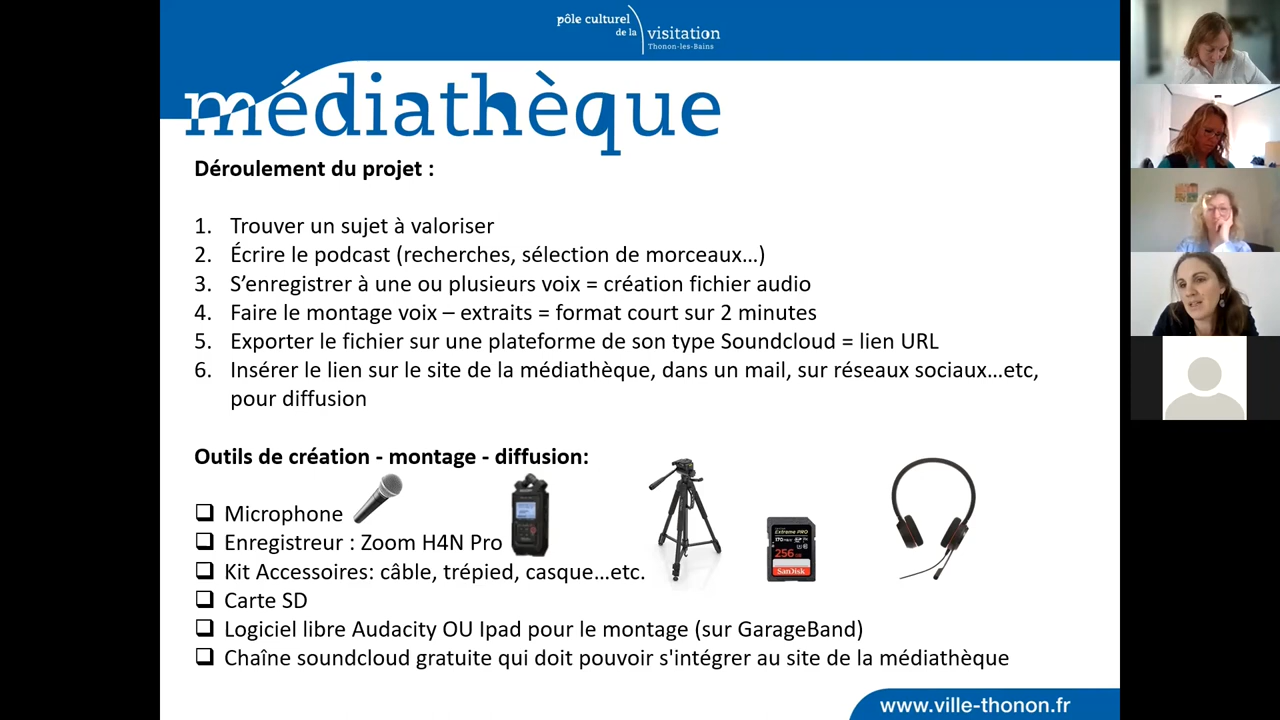 pôle culturel
de la
visitation
Thonon-les-Bains
médiathèque
Déroulement du projet :
1. Trouver un sujet à valoriser
2. Écrire le podcast (recherches, sélection de morceaux…)
3. S’enregistrer à une ou plusieurs voix = création fichier audio
4. Faire le montage voix – extraits = format court sur 2 minutes
5. Exporter le fichier sur une plateforme de son type Soundcloud = lien URL
6. Insérer le lien sur le site de la médiathèque, dans un mail, sur réseaux sociaux…etc,
pour diffusion
Outils de création - montage - diffusion:
❑ Microphone
❑ Enregistreur : Zoom H4N Pro
❑ Kit Accessoires: câble, trépied, casque…etc.
❑ Carte SD
❑ Logiciel libre Audacity OU Ipad pour le montage (sur GarageBand)
❑ Chaîne soundcloud gratuite qui doit pouvoir s'intégrer au site de la médiathèque
Extreme PRO
170
256
SanDisk
www.ville-thonon.fr